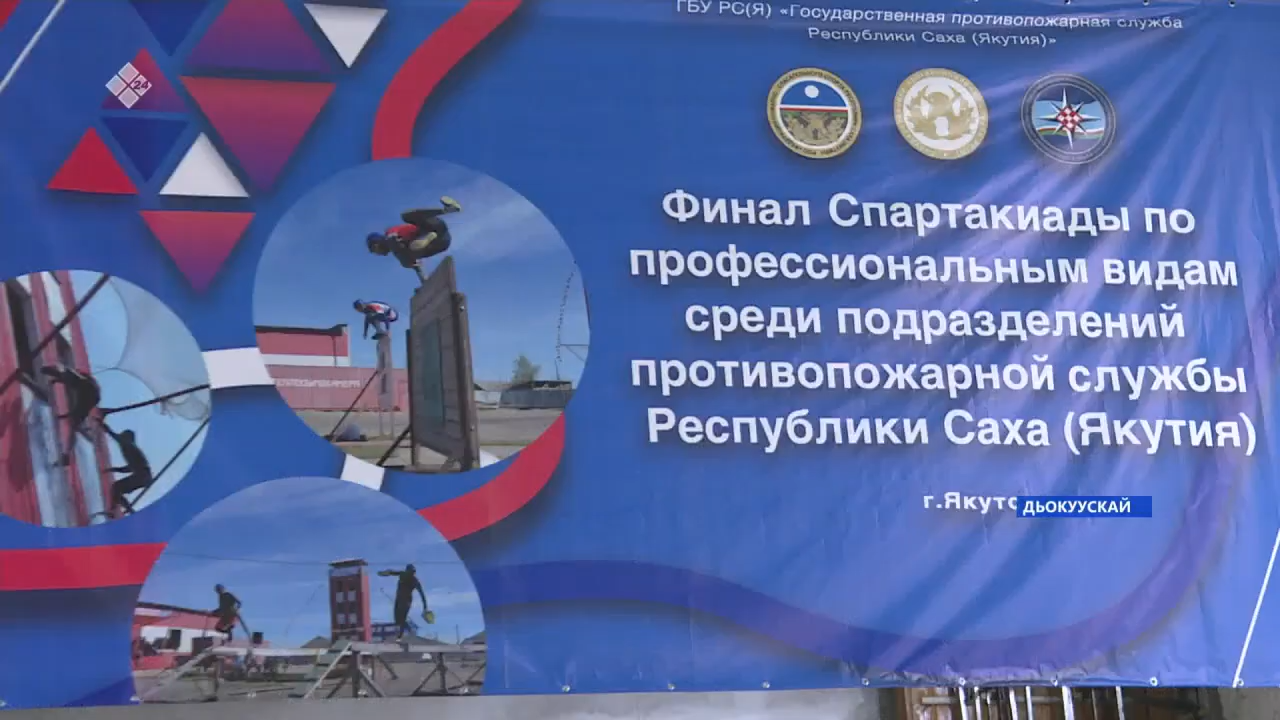 ГБУ РС(Я) «Государственная противопожарная служба
Республики Саха (Якутия)»
24
Финал Спартакиады по
профессиональным видам
среди подразделений
противопожарной службы
Республики Саха (Якутия)
г.Якутс
ДЬОКУУСКАЙ